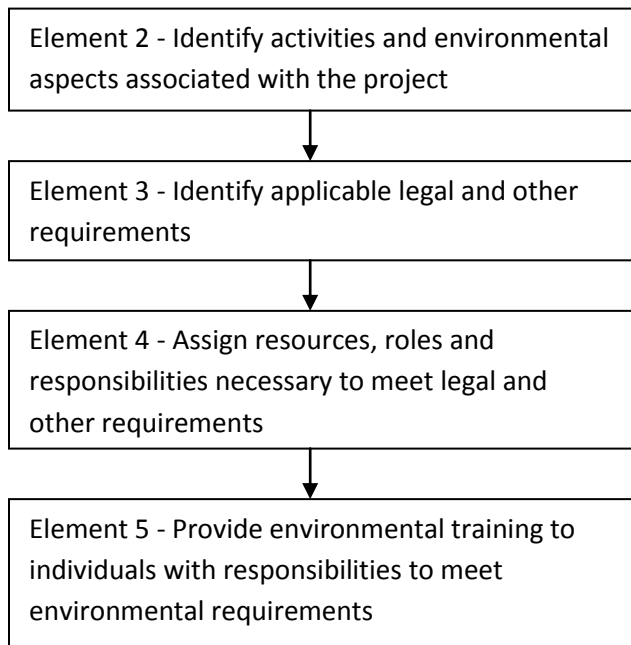 Element 2 - Identify activities and environmental
aspects associated with the project
Element 3 - Identify applicable legal and other
requirements
Element 4 - Assign resources, roles and
responsibilities necessary to meet legal and
other requirements
Element 5 - Provide environmental training to
individuals with responsibilities to meet
environmental requirements